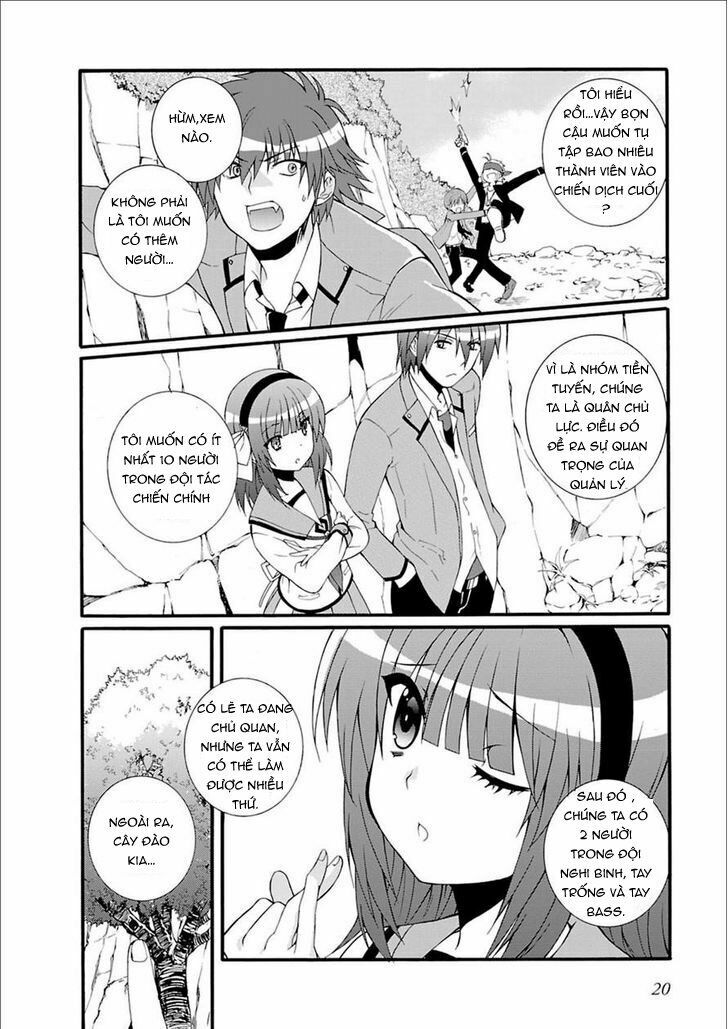 TÔI HIỂU
RỒI...VẬY BỌN
CẬU MUỐN TỤ
TẬP BAO NHIÊU
THÀNH VIÊN VÀO
CHIẾN DỊCH CUỐI
?
HỪM,XEM
NÀO.
KHÔNG PHẢI
LÀ TÔI MUỐN
CÓ THÊM
NGƯỜI...
VÌ LÀ NHÓM TIỀN
TUYẾN, CHÚNG
TA LÀ QUÂN CHỦ
LỰC. ĐIỀU ĐÓ
ĐỀ RA SỰ QUAN
TRỌNG CỦA
QUẢN LÝ.
TÔI MUỐN CÓ ÍT
NHẤT 10 NGƯỜI
TRONG ĐỘI TÁC
CHIẾN CHÍNH
SAU ĐÓ ,
CHÚNG TA CÓ
2 NGƯỜI
TRONG ĐỘI
NGHI BINH, TAY
TRỐNG VÀ TAY
BASS.
CÓ LẼ TA ĐANG
CHỦ QUAN,
NHƯNG TA VẪN
CÓ THỂ LÀM
ĐƯỢC NHIỀU
THỨ.
NGOÀI RA,
CÂY ĐÀO
KIA...
20